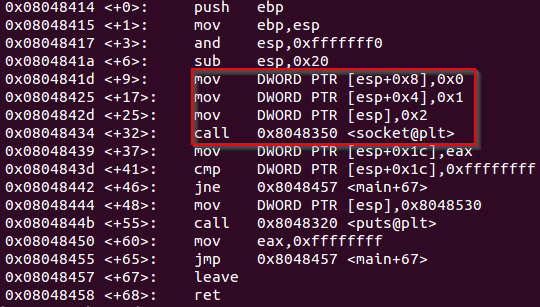 0x08048414 <+0>: push ebp
0x08048415 <+1>: mov ebp,esp
0x08048417 <+3>: and esp,0xfffffff0
0x0804841a <+6>: sub esp,0x20
0x0804841d <+9>: mov DWORD PTR [esp+0x8],0x0
0x08048425 <+17>: mov DWORD PTR [esp+0x4],0x1
0x0804842d <+25>: mov DWORD PTR [esp],0x2
0x08048434 <+32>: call 0x8048350 <socket@plt>
0x08048439 <+37>: mov DWORD PTR [esp+0x1c],eax
0x0804843d <+41>: cmp DWORD PTR [esp+0x1c],0xffffffff
0x08048442 <+46>: jne 0x8048457 <main+67>
0x08048444 <+48>: mov DWORD PTR [esp],0x8048530
0x0804844b <+55>: call 0x8048320 <puts@plt>
0x08048450 <+60>: mov eax,0xffffffff
0x08048455 <+65>: jmp 0x8048457 <main+67>
0x08048457 <+67>: leave
0x08048458 <+68>: ret